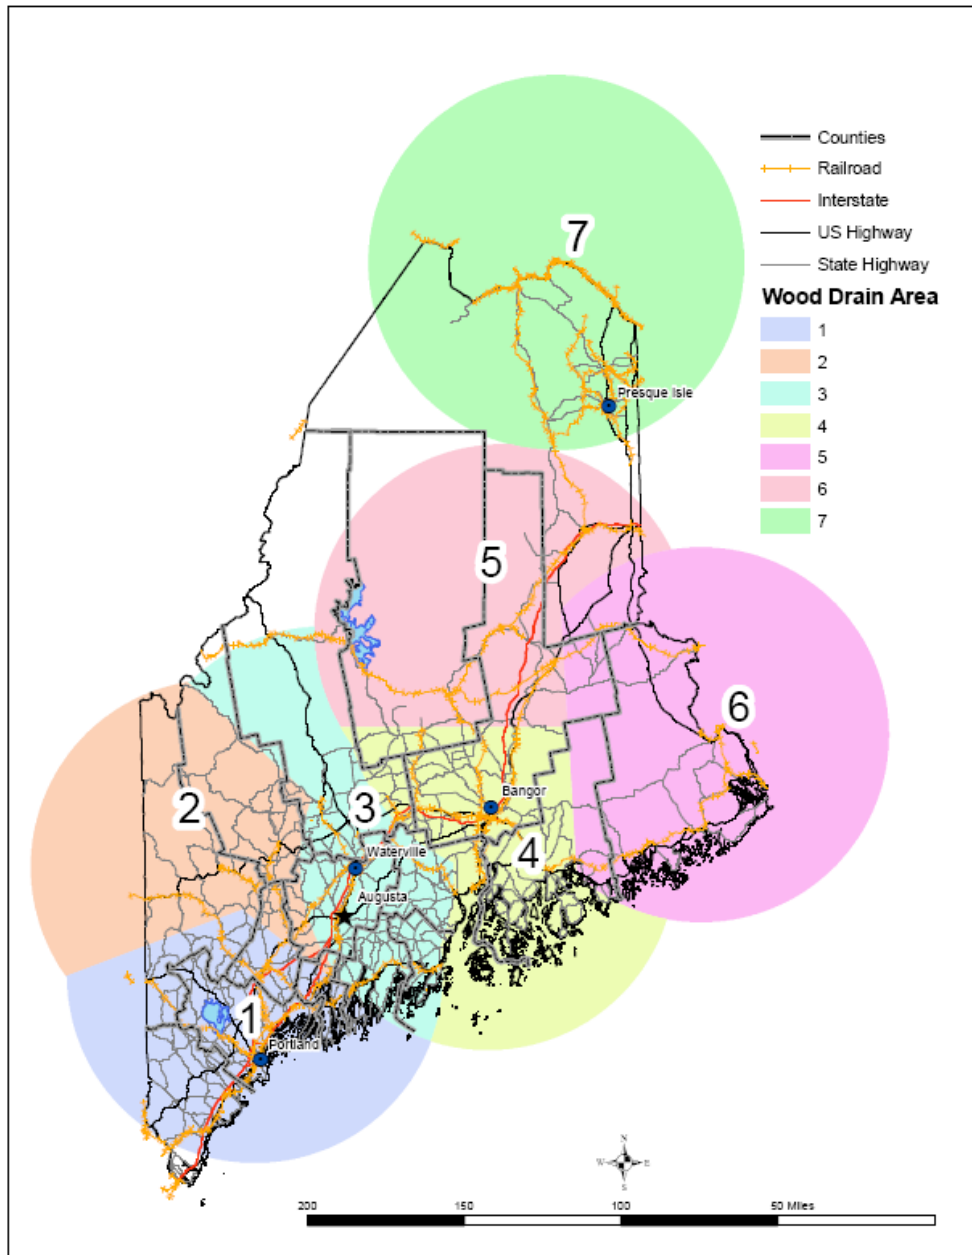 Counties
Railroad
Interstate
US Highway
State Highway
Wood Drain Area
1
2
3
4
5
6
7
7
Presque Isle
5
6
Bangor
2
3
4
Waterville
Augusta
1
Portland
N
W E
S
200 150 100 50 Miles